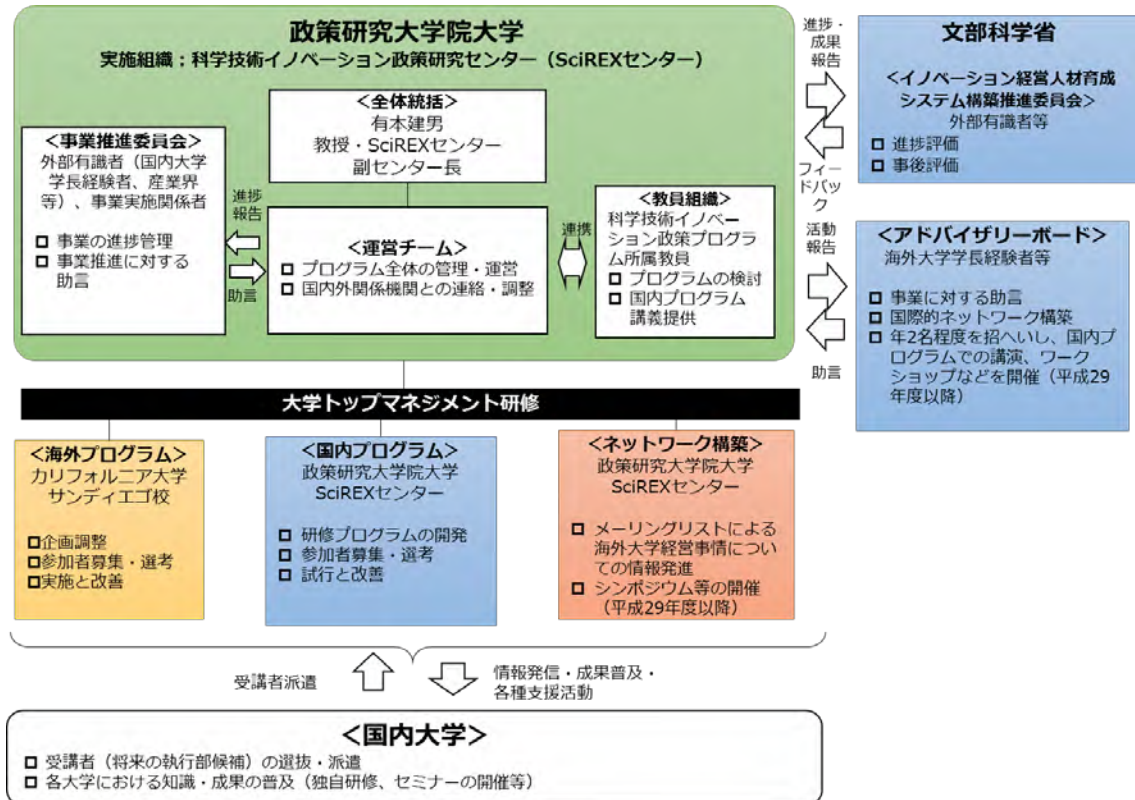 政策研究大学院大学
実施組織：科学技術イノベーション政策研究センター（SciREXセンター）
＜事業推進委員会＞
外部有識者（国内大学
学長経験者、産業界
等）、事業実施関係者
事業の進捗管理
事業推進に対する
助言
進捗
報告
助言
＜全体統括＞
有本建男
教授・SciREXセンター
副センター長
＜運営チーム＞
プログラム全体の管理・運営
国内外関係機関との連絡・調整
連携
＜教員組織＞
科学技術イノベー
ション政策プログラ
ム所属教員
プログラムの検討
国内プログラム
講義提供
進捗・
成果
報告
フィー
ドバッ
ク
文部科学省
＜イノベーション経営人材育成
システム構築推進委員会＞
外部有識者等
進捗評価
事後評価
活動
報告
助言
＜アドバイザリーボード＞
海外大学学長経験者等
事業に対する助言
国際的ネットワーク構築
年2名程度を招へいし、国内プ
ログラムでの講演、ワーク
ショップなどを開催（平成29
年度以降）
大学トップマネジメント研修
＜海外プログラム＞
カリフォルニア大学
サンディエゴ校
企画調整
参加者募集・選考
実施と改善
＜国内プログラム＞
政策研究大学院大学
SciREXセンター
研修プログラムの開発
参加者募集・選考
試行と改善
＜ネットワーク構築＞
政策研究大学院大学
SciREXセンター
メーリングリストによる
海外大学経営事情につい
ての情報発進
シンポジウム等の開催
（平成29年度以降）
受講者派遣
情報発信・成果普及・
各種支援活動
＜国内大学＞
受講者（将来の執行部候補）の選抜・派遣
各大学における知識・成果の普及（独自研修、セミナーの開催等）